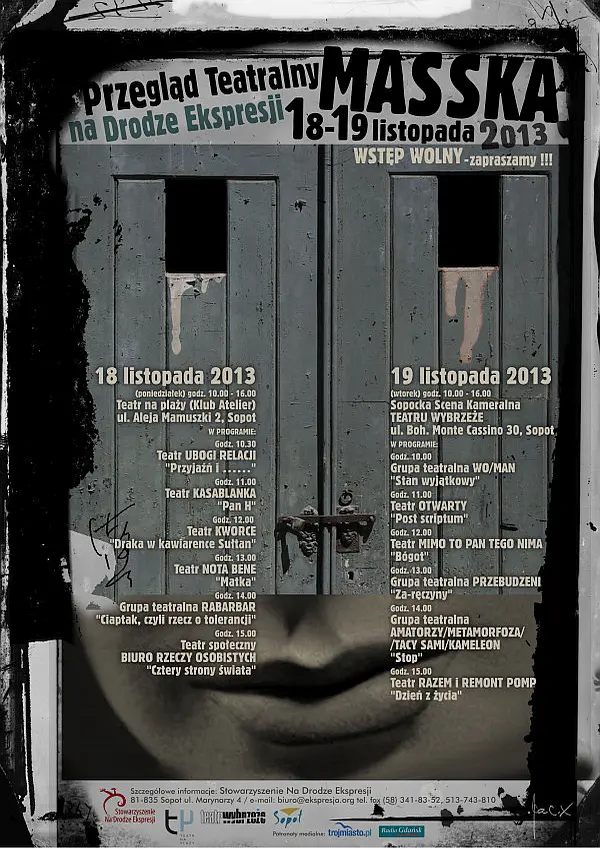 Przegląd Teatralny MASSKA
na Drodze Ekspresji 18-19 listopada 2013
WSTĘP WOLNY - zapraszamy !!!
18 listopada 2013
(poniedziałek) godz. 10.00 - 16.00
Teatr na plaży (Klub Atelier)
ul. Aleja Mamuszki 2, Sopot
W PROGRAMIE:
Godz. 10.30
Teatr UBOGI RELACJI
"Przyjaźń i ......"
Godz. 11.00
Teatr KASABLANKA
"Pan H"
Godz. 12.00
Teatr KWORCE
"Draka w kawiarence Sułtan"
Godz. 13.00
Teatr NOTA BENE
"Matka"
Godz. 14.00
Grupa teatralna RABARBAR
"Ciaptak, czyli rzecz o tolerancji"
Godz. 15.00
Teatr społeczny
BIURO RZECZY OSOBISTYCH
"Cztery strony świata"
19 listopada 2013
(wtorek) godz. 10.00 - 16.00
Sopocka Scena Kameralna
TEATRU WYBRZEŻE
ul. Boh. Monte Cassino 30, Sopot
W PROGRAMIE:
Godz. 10.00
Grupa teatralna WO/MAN
"Stan wyjątkowy"
Godz. 11.00
Teatr OTWARTY
"Post scriptum"
Godz. 12.00
Teatr MIMO TO PAN TEGO NIMA
"Bógot"
Godz. 13.00
Grupa teatralna PRZEBUDZENI
"Za-ręczyny"
Godz. 14.00
Grupa teatralna
AMATORZY/METAMORFOZA/
/TACY SAMI/KAMELEON
"Stop"
Godz. 15.00
Teatr RAZEM i REMONT POMP
"Dzień z życia"
Szczegółowe informacje: Stowarzyszenie Na Drodze Ekspresji
81-835 Sopot ul. Marynarzy 4 / e-mail: biuro@ekspresja.org tel. fox (58) 341-83-52, 513-743-810
Stowarzyszenie
Na Drodze Ekspresji
teatr wybrzeże
Sopot
Patronaty medialne: trojmiasto.pl Radio Gdańsk